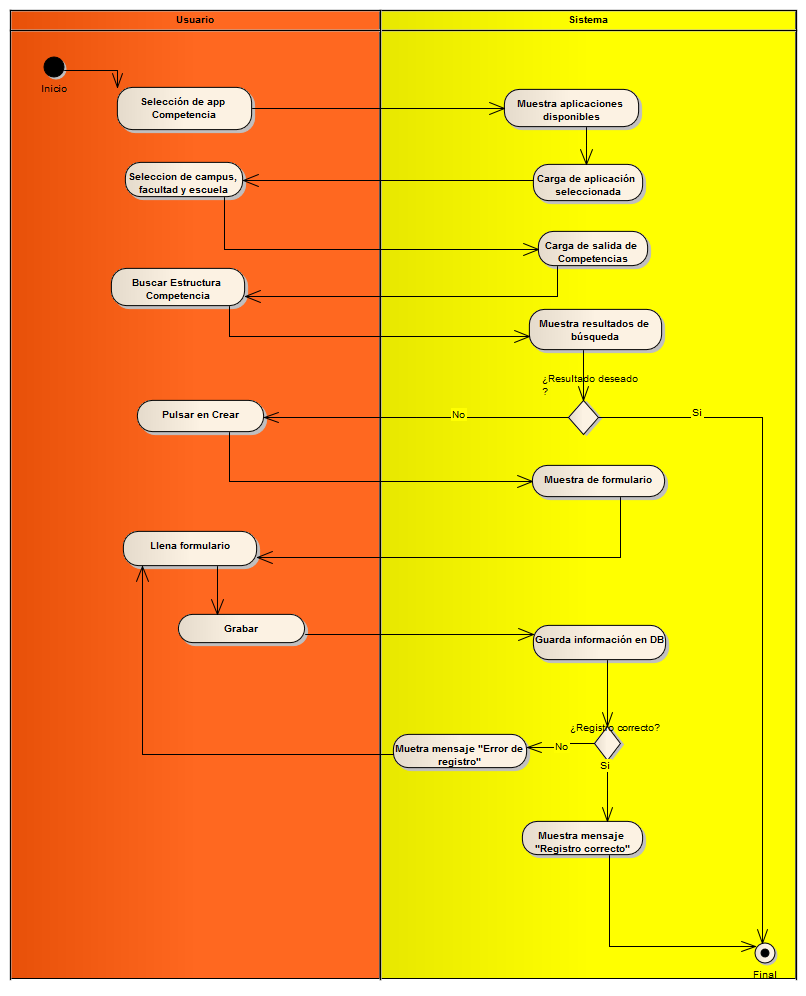 Usuario
Sistema
Inicio
Selección de app
Competencia
Muestra aplicaciones
disponibles
Seleccion de campus,
facultad y escuela
Carga de aplicación
seleccionada
Carga de salida de
Competencias
Buscar Estructura
Competencia
Muestra resultados de
búsqueda
¿Resultado deseado
?
Pulsar en Crear
No
Si
Muestra de formulario
Llena formulario
Grabar
Guarda información en DB
¿Registro correcto?
Muetra mensaje "Error de
registro"
No
Si
Muestra mensaje
"Registro correcto"
Final